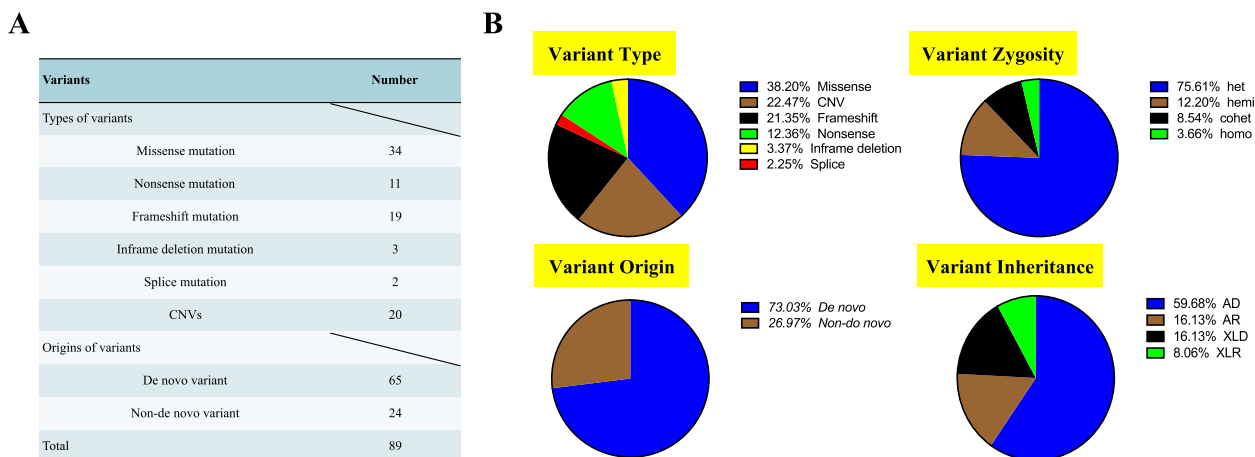 A
Variants Number
Types of variants
Missense mutation 34
Nonsense mutation 11
Frameshift mutation 19
Inframe deletion mutation 3
Splice mutation 2
CNVs 20
Origins of variants
De novo variant 65
Non-de novo variant 24
Total 89
B
Variant Type
38.20% Missense
22.47% CNV
21.35% Frameshift
12.36% Nonsense
3.37% Inframe deletion
2.25% Splice
Variant Zygosity
75.61% het
12.20% hemi
8.54% cohet
3.66% homo
Variant Origin
73.03% De novo
26.97% Non-do novo
Variant Inheritance
59.68% AD
16.13% AR
16.13% XLD
8.06% XLR